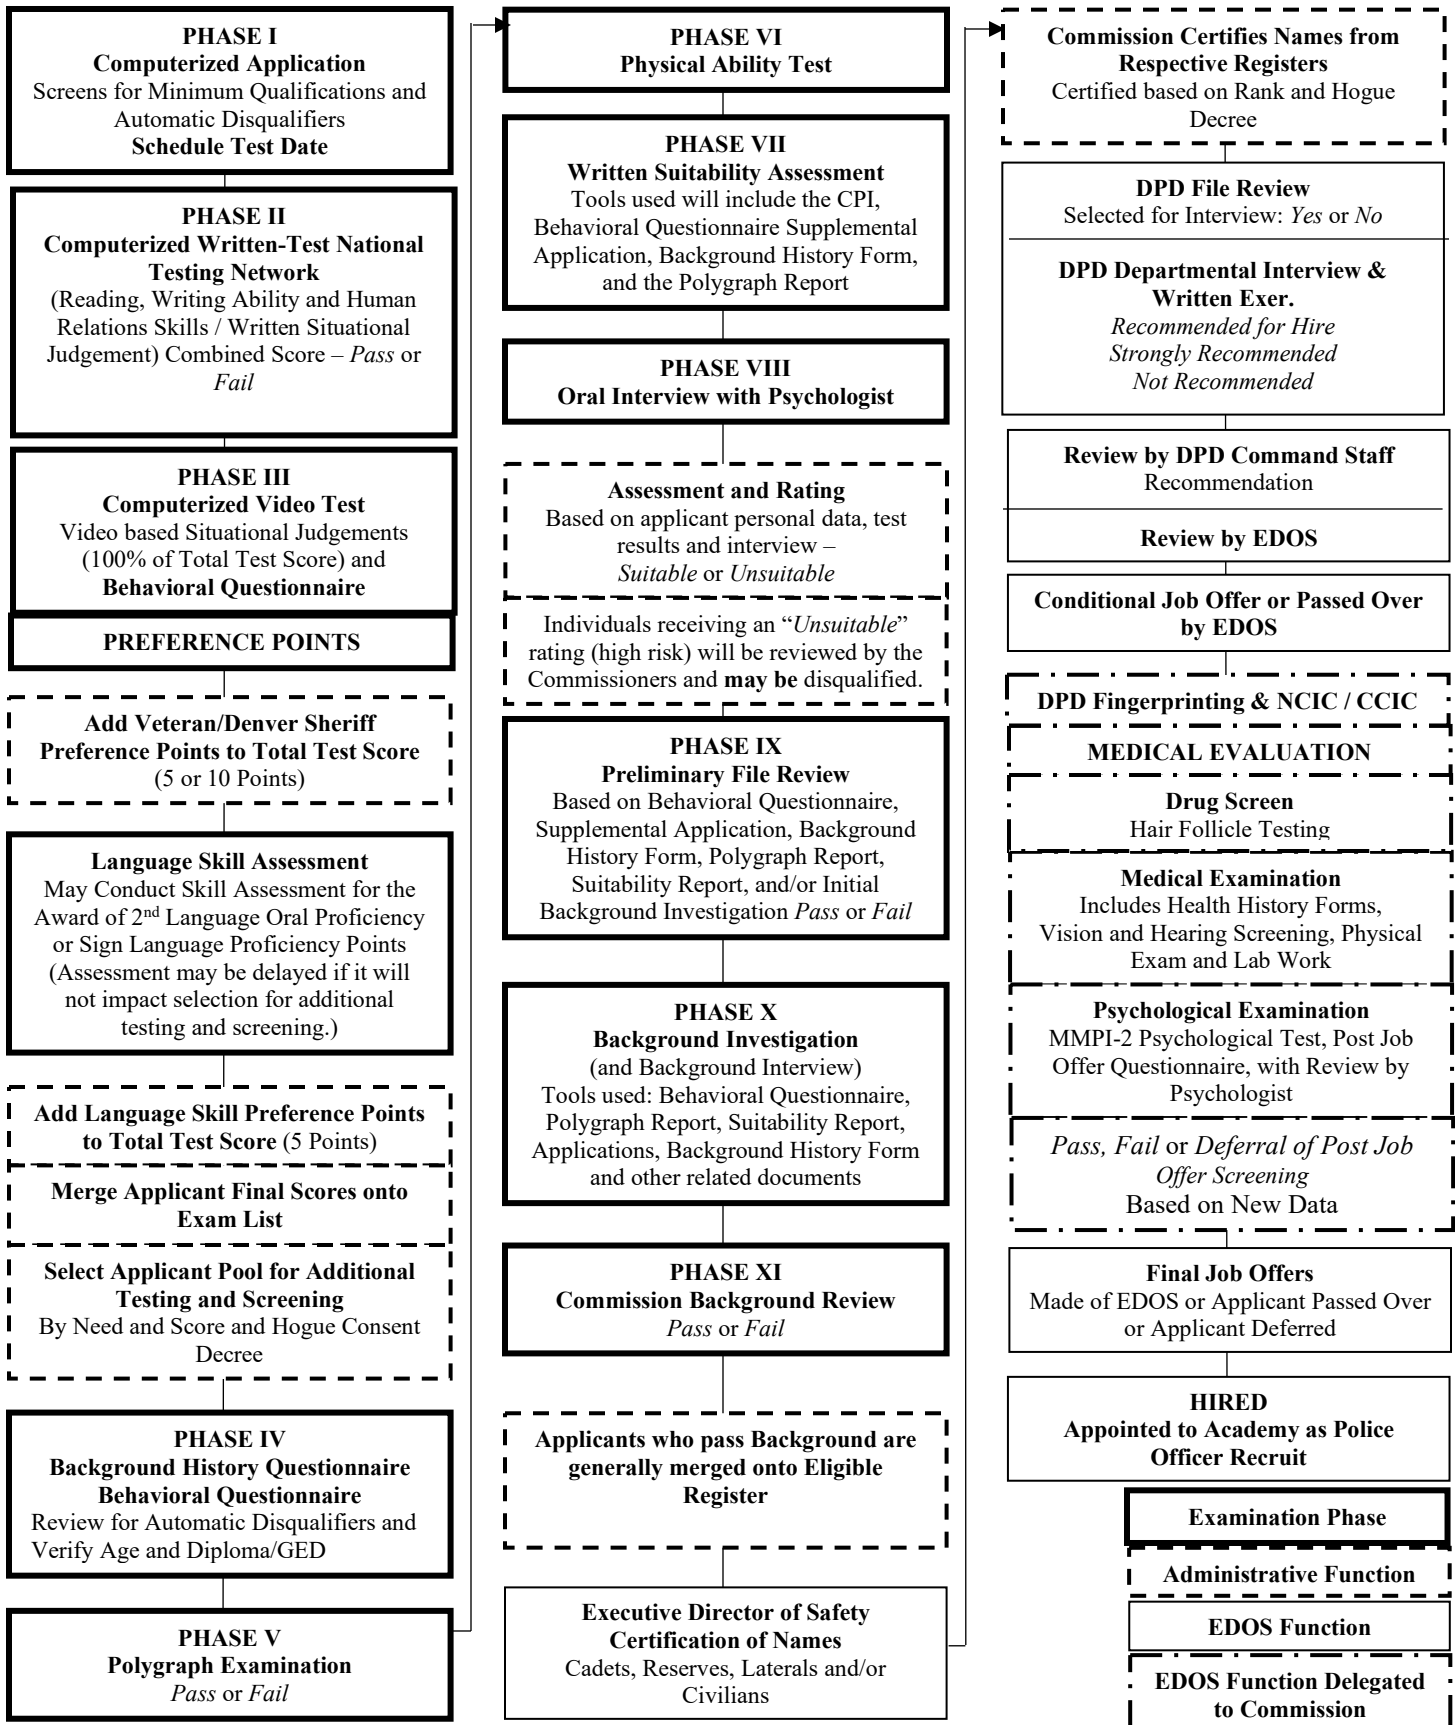 PHASE I
Computerized Application
Screens for Minimum Qualifications and
Automatic Disqualifiers
Schedule Test Date
PHASE II
Computerized Written-Test National
Testing Network
(Reading, Writing Ability and Human
Relations Skills / Written Situational
Judgement) Combined Score – Pass or
Fail
PHASE III
Computerized Video Test
Video based Situational Judgements
(100% of Total Test Score) and
Behavioral Questionnaire
PREFERENCE POINTS
Add Veteran/Denver Sheriff
Preference Points to Total Test Score
(5 or 10 Points)
Language Skill Assessment
May Conduct Skill Assessment for the
Award of 2nd Language Oral Proficiency
or Sign Language Proficiency Points
(Assessment may be delayed if it will
not impact selection for additional
testing and screening.)
Add Language Skill Preference Points
to Total Test Score (5 Points)
Merge Applicant Final Scores onto
Exam List
Select Applicant Pool for Additional
Testing and Screening
By Need and Score and Hogue Consent
Decree
PHASE IV
Background History Questionnaire
Behavioral Questionnaire
Review for Automatic Disqualifiers and
Verify Age and Diploma/GED
PHASE V
Polygraph Examination
Pass or Fail
PHASE VI
Physical Ability Test
PHASE VII
Written Suitability Assessment
Tools used will include the CPI,
Behavioral Questionnaire Supplemental
Application, Background History Form,
and the Polygraph Report
PHASE VIII
Oral Interview with Psychologist
Assessment and Rating
Based on applicant personal data, test
results and interview –
Suitable or Unsuitable
Individuals receiving an “Unsuitable”
rating (high risk) will be reviewed by the
Commissioners and may be disqualified.
PHASE IX
Preliminary File Review
Based on Behavioral Questionnaire,
Supplemental Application, Background
History Form, Polygraph Report,
Suitability Report, and/or Initial
Background Investigation Pass or Fail
PHASE X
Background Investigation
(and Background Interview)
Tools used: Behavioral Questionnaire,
Polygraph Report, Suitability Report,
Applications, Background History Form
and other related documents
PHASE XI
Commission Background Review
Pass or Fail
Applicants who pass Background are
generally merged onto Eligible
Register
Executive Director of Safety
Certification of Names
Cadets, Reserves, Laterals and/or
Civilians
Commission Certifies Names from
Respective Registers
Certified based on Rank and Hogue
Decree
DPD File Review
Selected for Interview: Yes or No
DPD Departmental Interview &
Written Exer.
Recommended for Hire
Strongly Recommended
Not Recommended
Review by DPD Command Staff
Recommendation
Review by EDOS
Conditional Job Offer or Passed Over
by EDOS
DPD Fingerprinting & NCIC / CCIC
MEDICAL EVALUATION
Drug Screen
Hair Follicle Testing
Medical Examination
Includes Health History Forms,
Vision and Hearing Screening, Physical
Exam and Lab Work
Psychological Examination
MMPI-2 Psychological Test, Post Job
Offer Questionnaire, with Review by
Psychologist
Pass, Fail or Deferral of Post Job
Offer Screening
Based on New Data
Final Job Offers
Made of EDOS or Applicant Passed Over
or Applicant Deferred
HIRED
Appointed to Academy as Police
Officer Recruit
Examination Phase
Administrative Function
EDOS Function
EDOS Function Delegated
to Commission